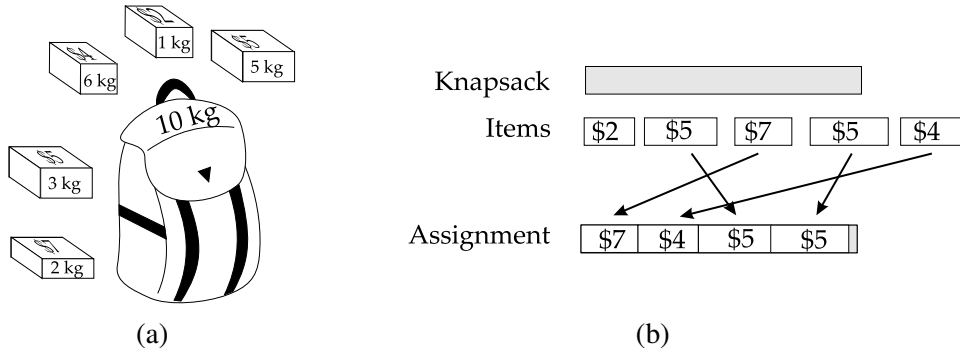 1 kg
5 kg
6 kg
10 kg
3 kg
2 kg
(a)
Knapsack
Items $2 $5 $7 $5 $4
Assignment $7 $4 $5 $5
(b)